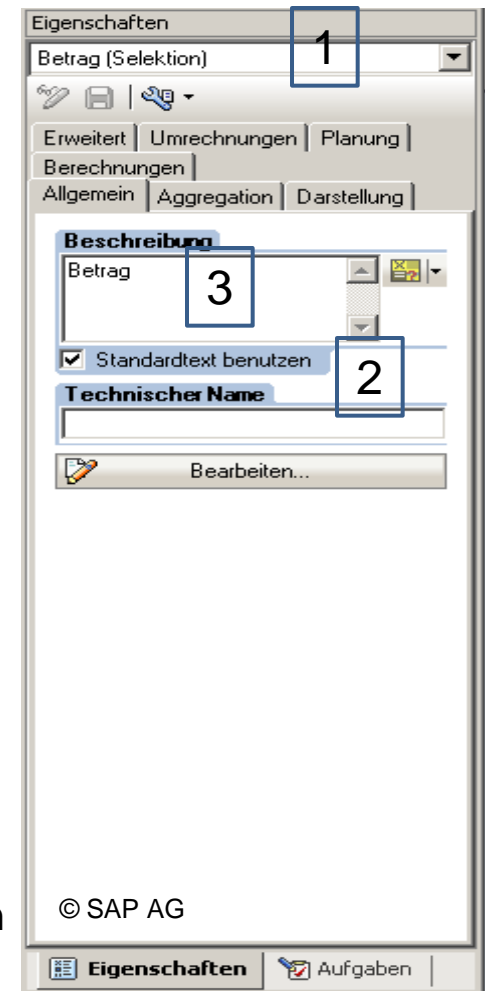 Eigenschaften
Betrag (Selektion)
1
Erweitert Umrechnungen Planung
Berechnungen
Allgemein Aggregation Darstellung
Beschreibung
Betrag
3
Standardtext benutzen
2
Technischer Name
Bearbeiten...
n
© SAP AG
Eigenschaften Aufgaben